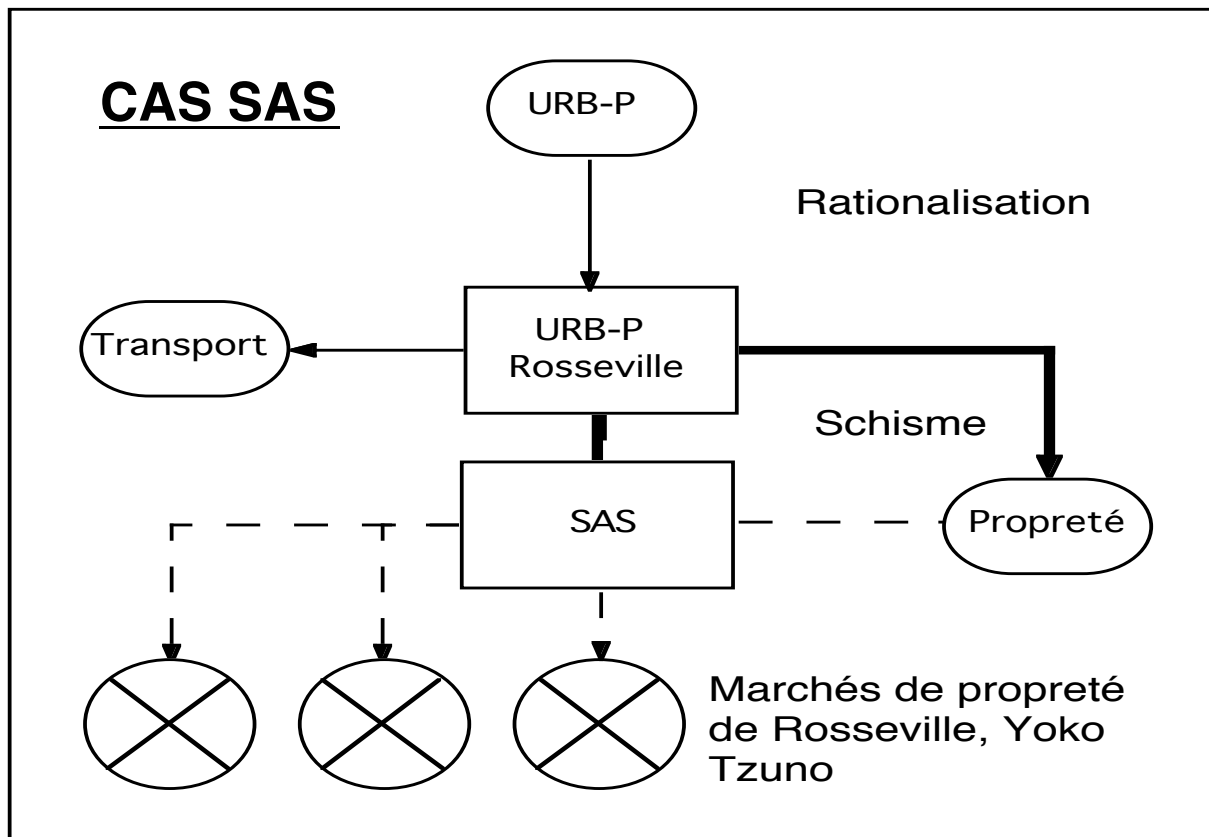 CAS SAS
URB-P
Rationalisation
Transport
URB-P
Rosseville
Schisme
SAS
Propreté
Marchés de propreté
de Rosseville, Yoko
Tzuno